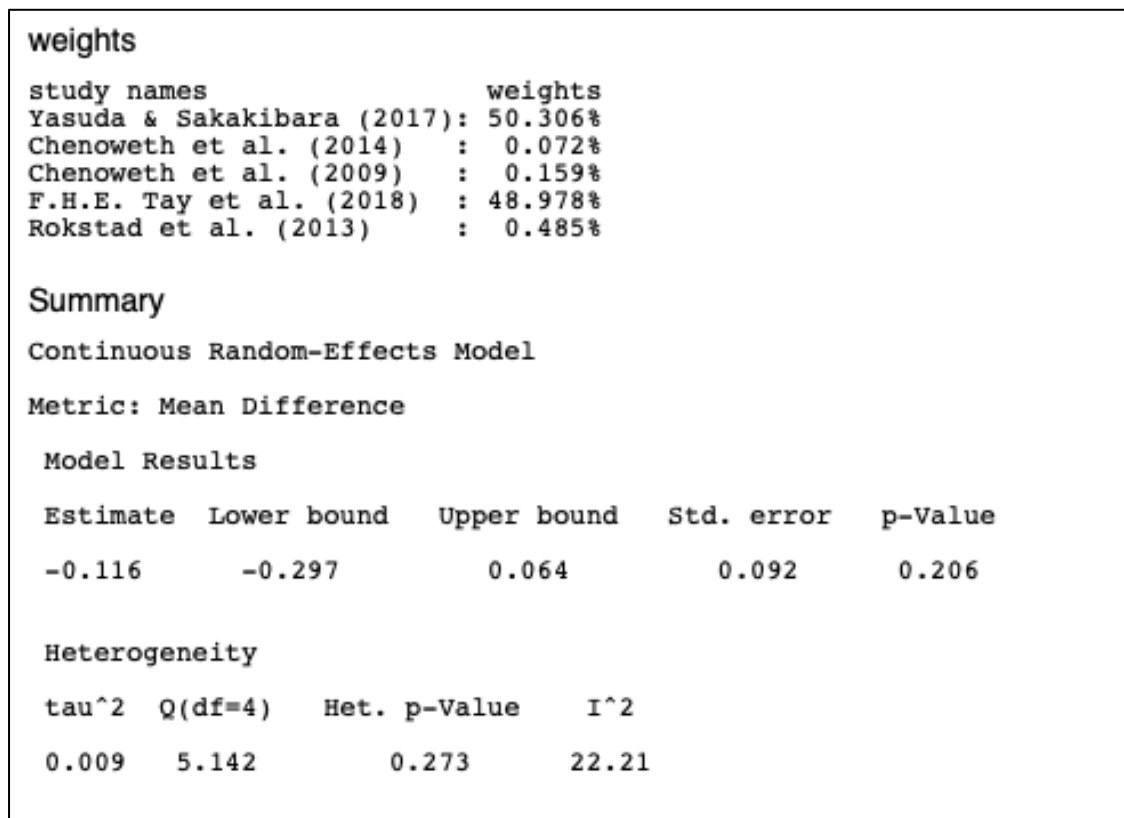 weights
study names weights
Yasuda & Sakakibara (2017): 50.306%
Chenoweth et al. (2014) : 0.072%
Chenoweth et al. (2009) : 0.159%
F.H.E. Tay et al. (2018) : 48.978%
Rokstad et al. (2013) : 0.485%
Summary
Continuous Random-Effects Model
Metric: Mean Difference
Model Results
Estimate Lower bound Upper bound Std. error p-Value
-0.116 -0.297 0.064 0.092 0.206
Heterogeneity
tau^2 Q(df=4) Het. p-Value I^2
0.009 5.142 0.273 22.21